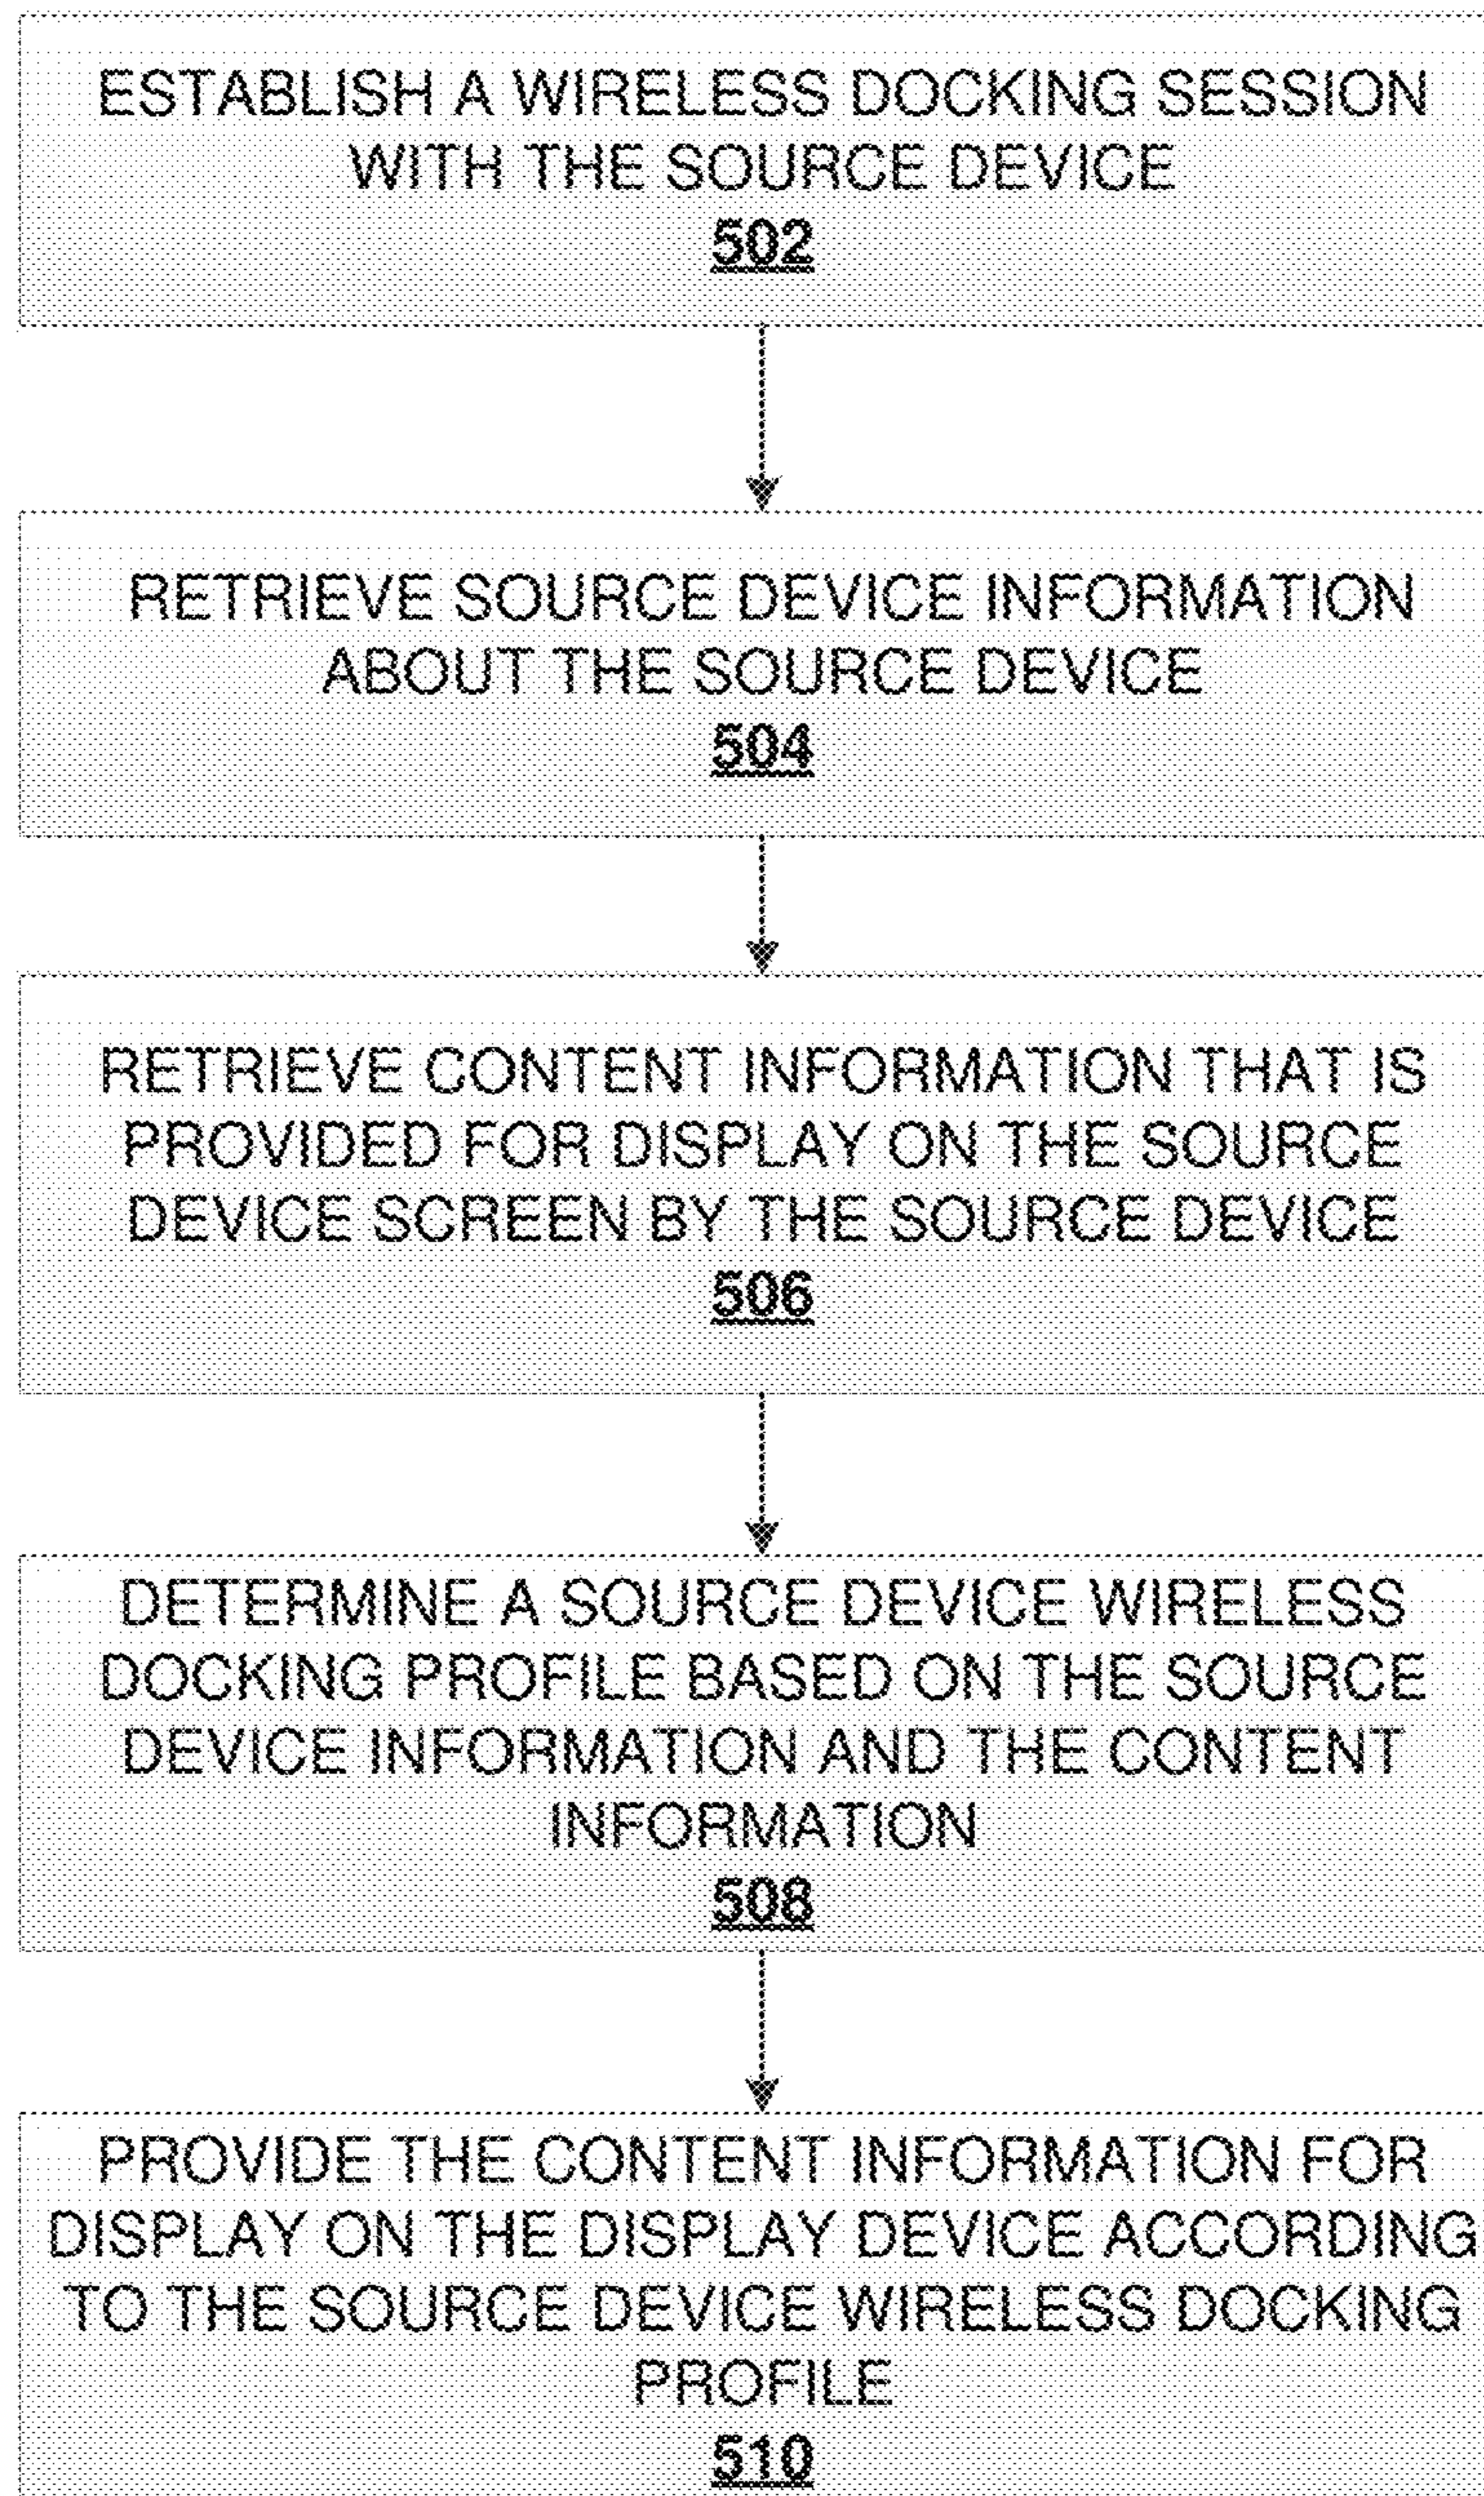 ESTABLISH A WIRELESS DOCKING SESSION
WITH THE SOURCE DEVICE
502
RETRIEVE SOURCE DEVICE INFORMATION
ABOUT THE SOURCE DEVICE
504
RETRIEVE CONTENT INFORMATION THAT IS
PROVIDED FOR DISPLAY ON THE SOURCE
DEVICE SCREEN BY THE SOURCE DEVICE
506
DETERMINE A SOURCE DEVICE WIRELESS
DOCKING PROFILE BASED ON THE SOURCE
DEVICE INFORMATION AND THE CONTENT
INFORMATION
508
PROVIDE THE CONTENT INFORMATION FOR
DISPLAY ON THE DISPLAY DEVICE ACCORDING
TO THE SOURCE DEVICE WIRELESS DOCKING
PROFILE
510